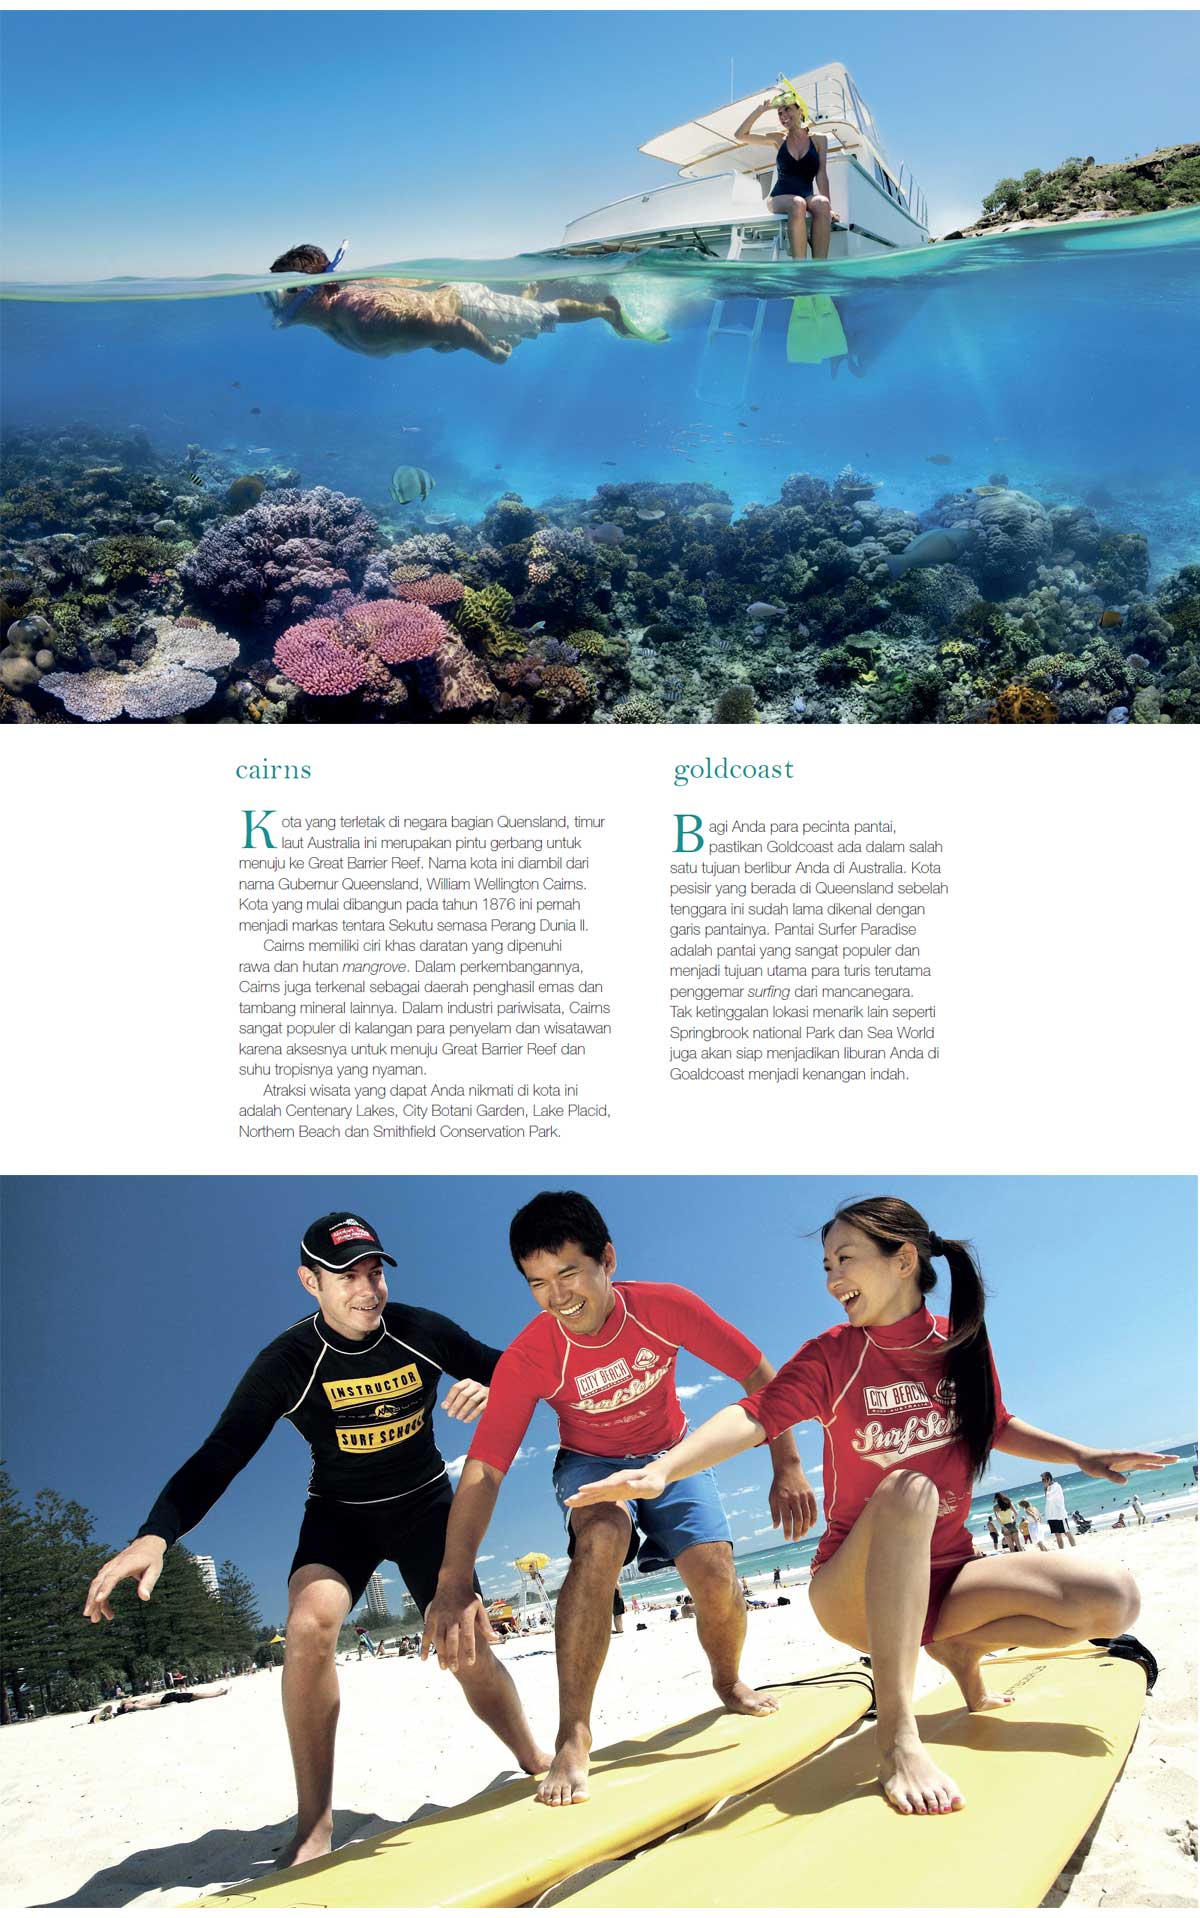 cairns
Kota yang terletak di negara bagian Quensland, timur
laut Australia ini merupakan pintu gerbang untuk
menuju ke Great Barrier Reef. Nama kota ini diambil dari
nama Gubernur Queensland, William Wellington Cairns.
Kota yang mulai dibangun pada tahun 1876 ini pernah
menjadi markas tentara Sekutu semasa Perang Dunia II.
Cairns memiliki ciri khas daratan yang dipenuhi
rawa dan hutan mangrove. Dalam perkembangannya,
Cairns juga terkenal sebagai daerah penghasil emas dan
tambang mineral lainnya. Dalam industri pariwisata, Cairns
sangat populer di kalangan para penyelam dan wisatawan
karena aksesnya untuk menuju Great Barrier Reef dan
suhu tropisnya yang nyaman.
Atraksi wisata yang dapat Anda nikmati di kota ini
adalah Centenary Lakes, City Botani Garden, Lake Placid,
Northern Beach dan Smithfield Conservation Park.
goldcoast
Bagi Anda para pecinta pantai,
pastikan Goldcoast ada dalam salah
satu tujuan berlibur Anda di Australia. Kota
pesisir yang berada di Queensland sebelah
tenggara ini sudah lama dikenal dengan
garis pantainya. Pantai Surfer Paradise
adalah pantai yang sangat populer dan
menjadi tujuan utama para turis terutama
penggemar surfing dari mancanegara.
Tak ketinggalan lokasi menarik lain seperti
Springbrook national Park dan Sea World
juga akan siap menjadikan liburan Anda di
Goaldcoast menjadi kenangan indah.
INSTRUCTOR
SURF SCHOOL
CITY BEACH
SURF AUSTRALIA
Surf School
CITY BEACH
SURF AUSTRALIA
Surf Sch